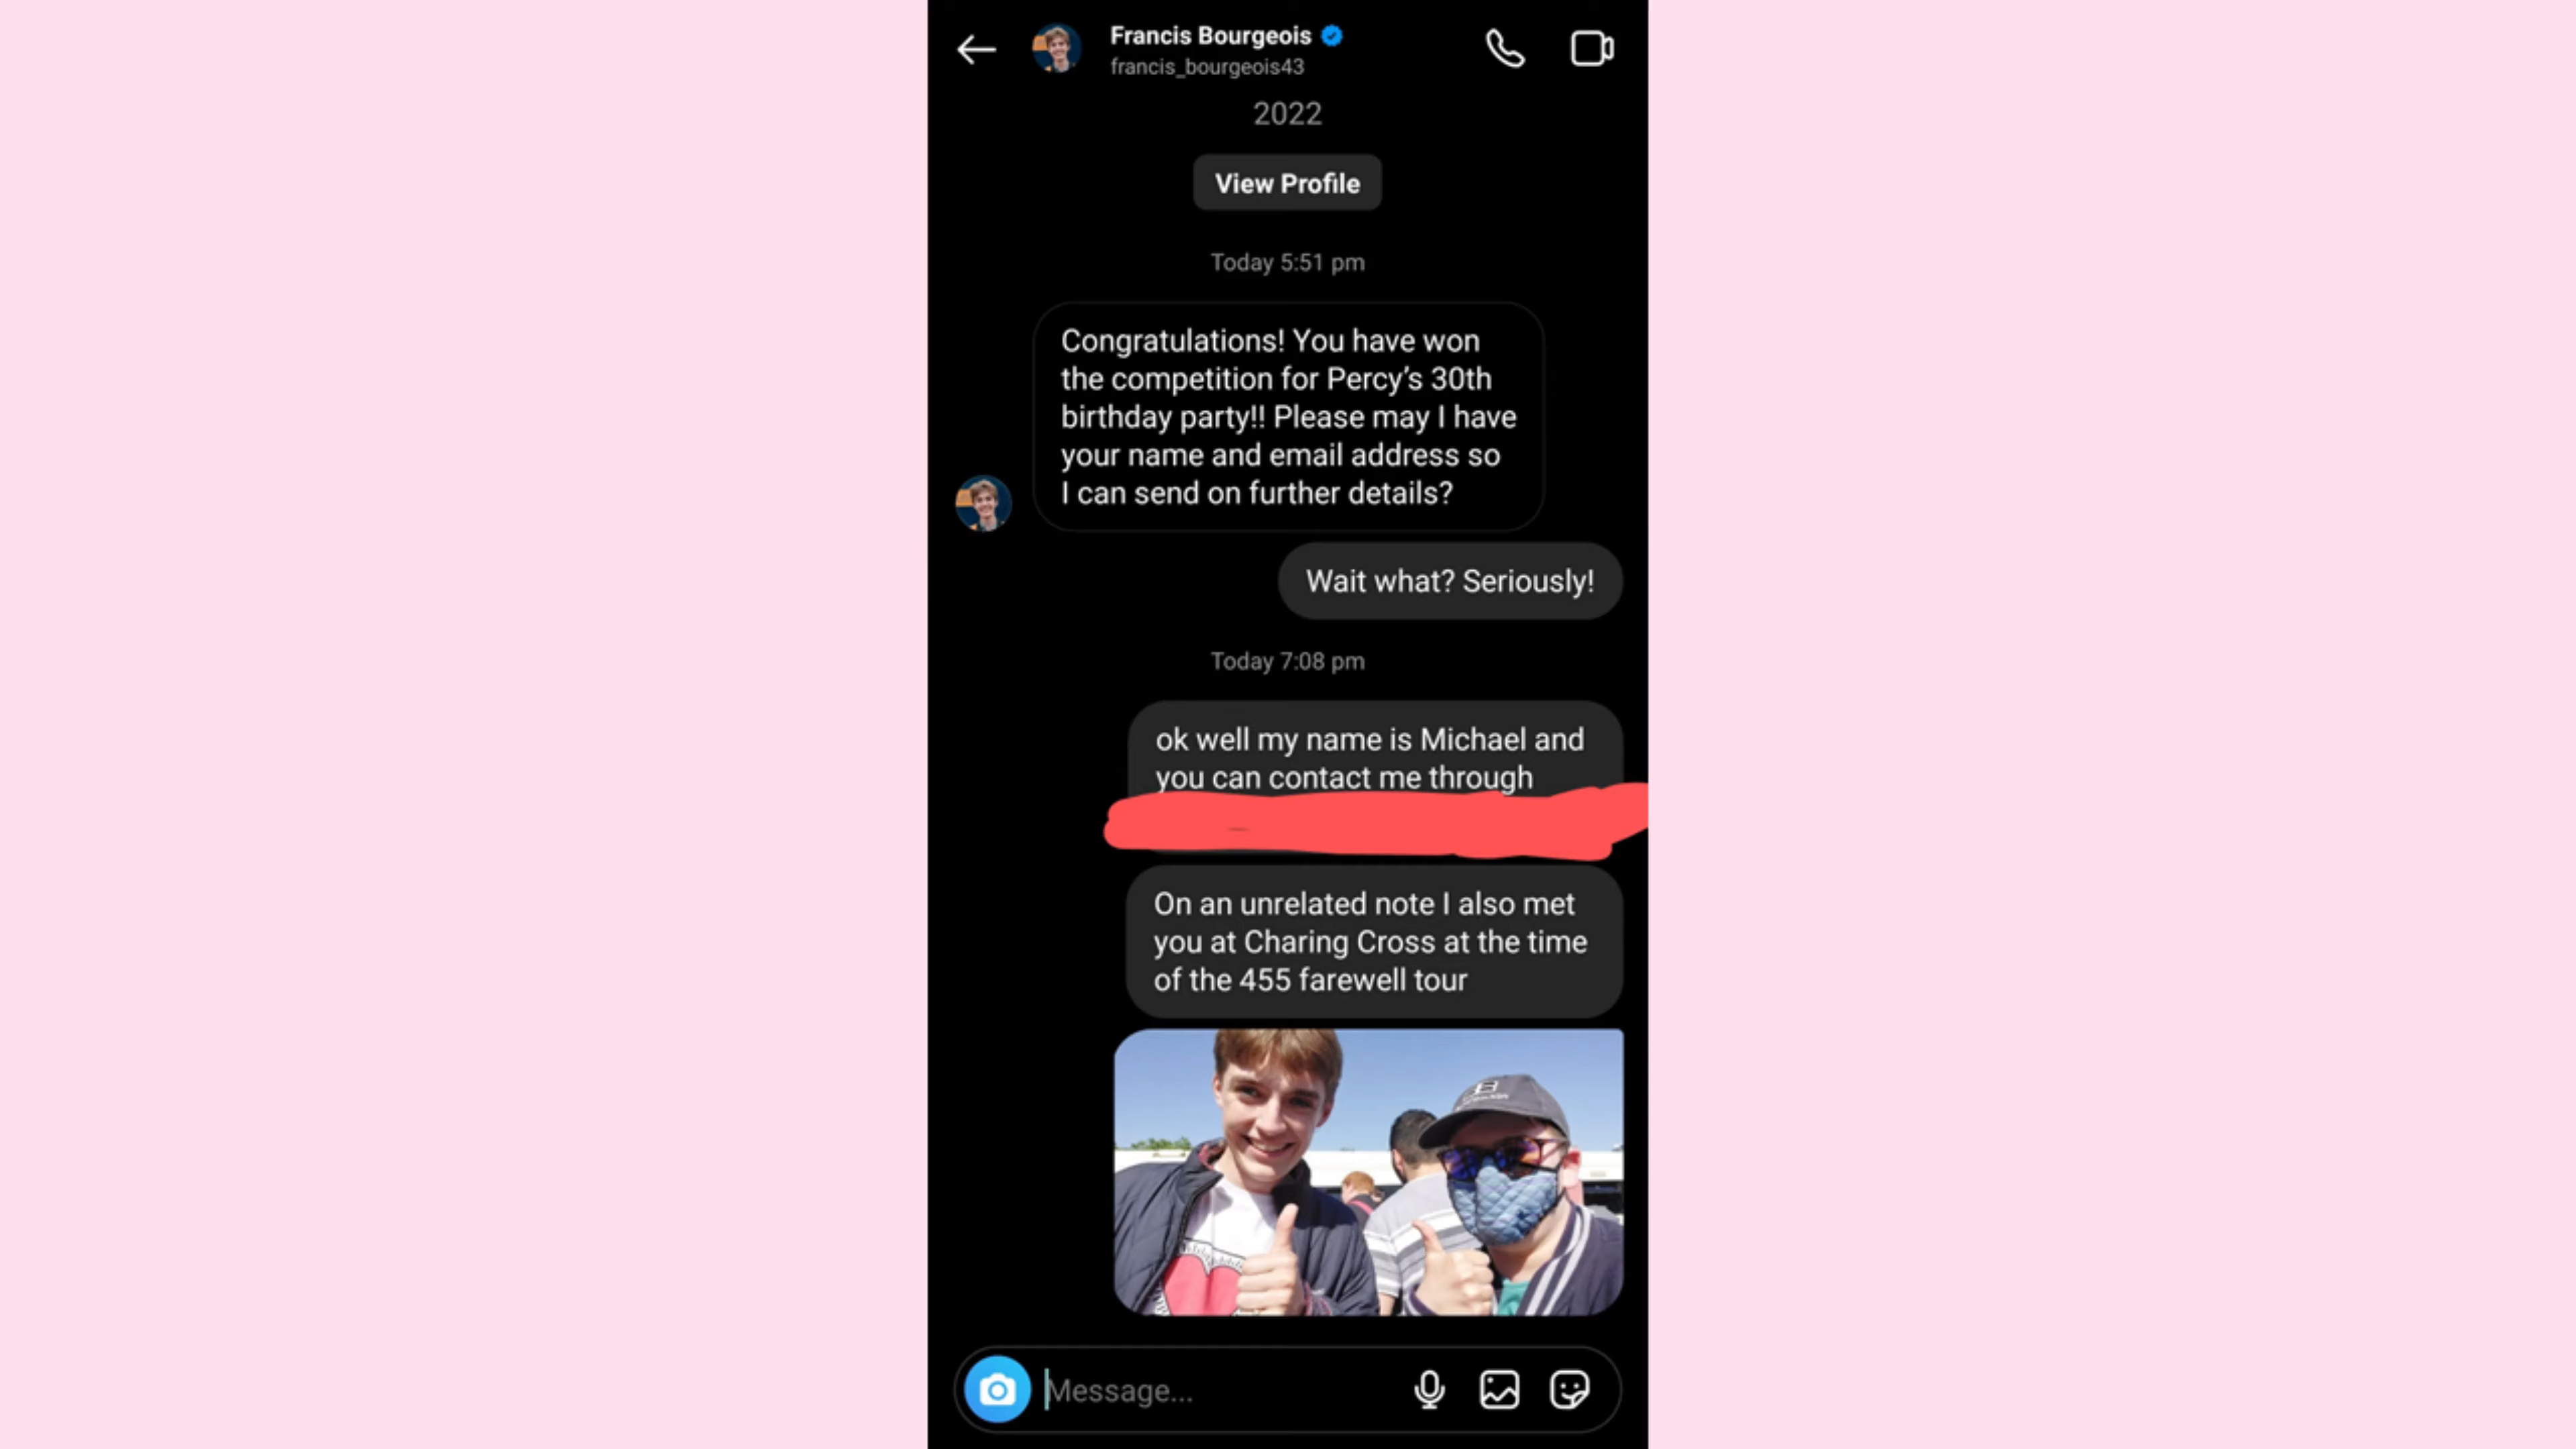 Francis Bourgeois
francis_bourgeois43
2022
View Profile
Today 5:51 pm
Congratulations! You have won
the competition for Percy’s 30th
birthday party!! Please may I have
your name and email address so
I can send on further details?
Wait what? Seriously!
Today 7:08 pm
ok well my name is Michael and
you can contact me through
On an unrelated note I also met
you at Charing Cross at the time
of the 455 farewell tour
Message...